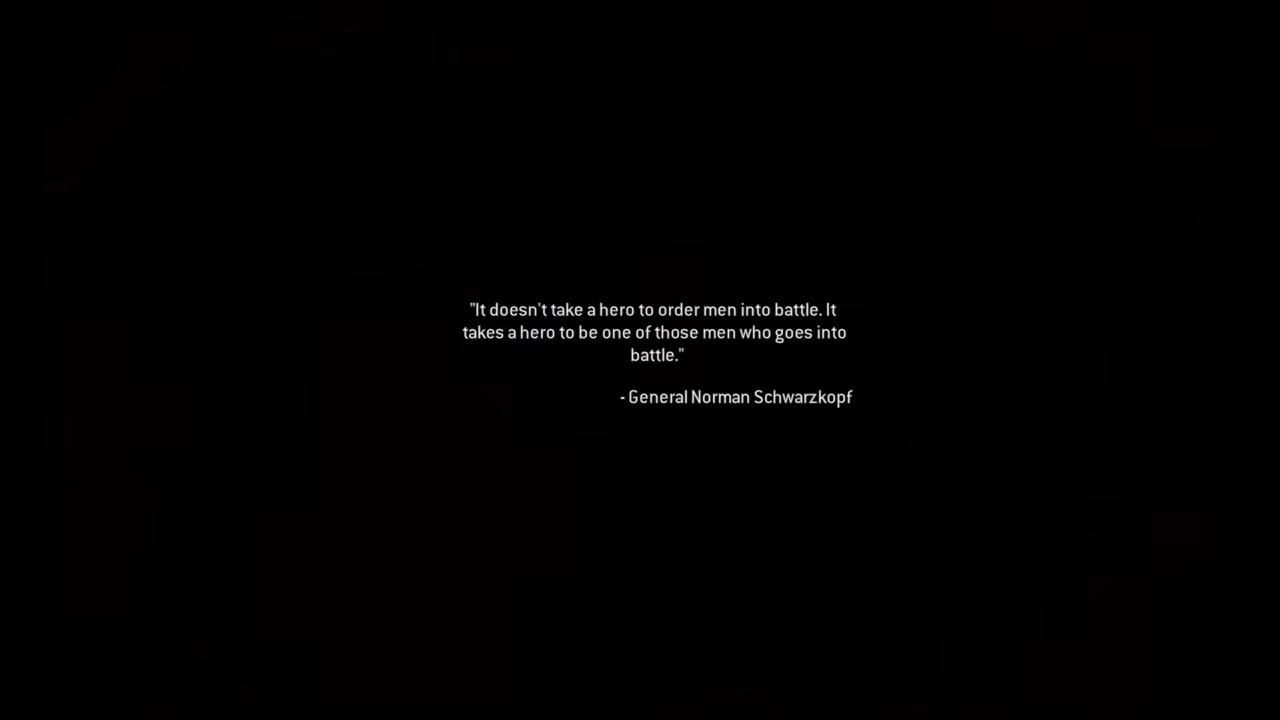 "It doesn't take a hero to order men into battle. It
takes a hero to be one of those men who goes into
battle."
- General Norman Schwarzkopf